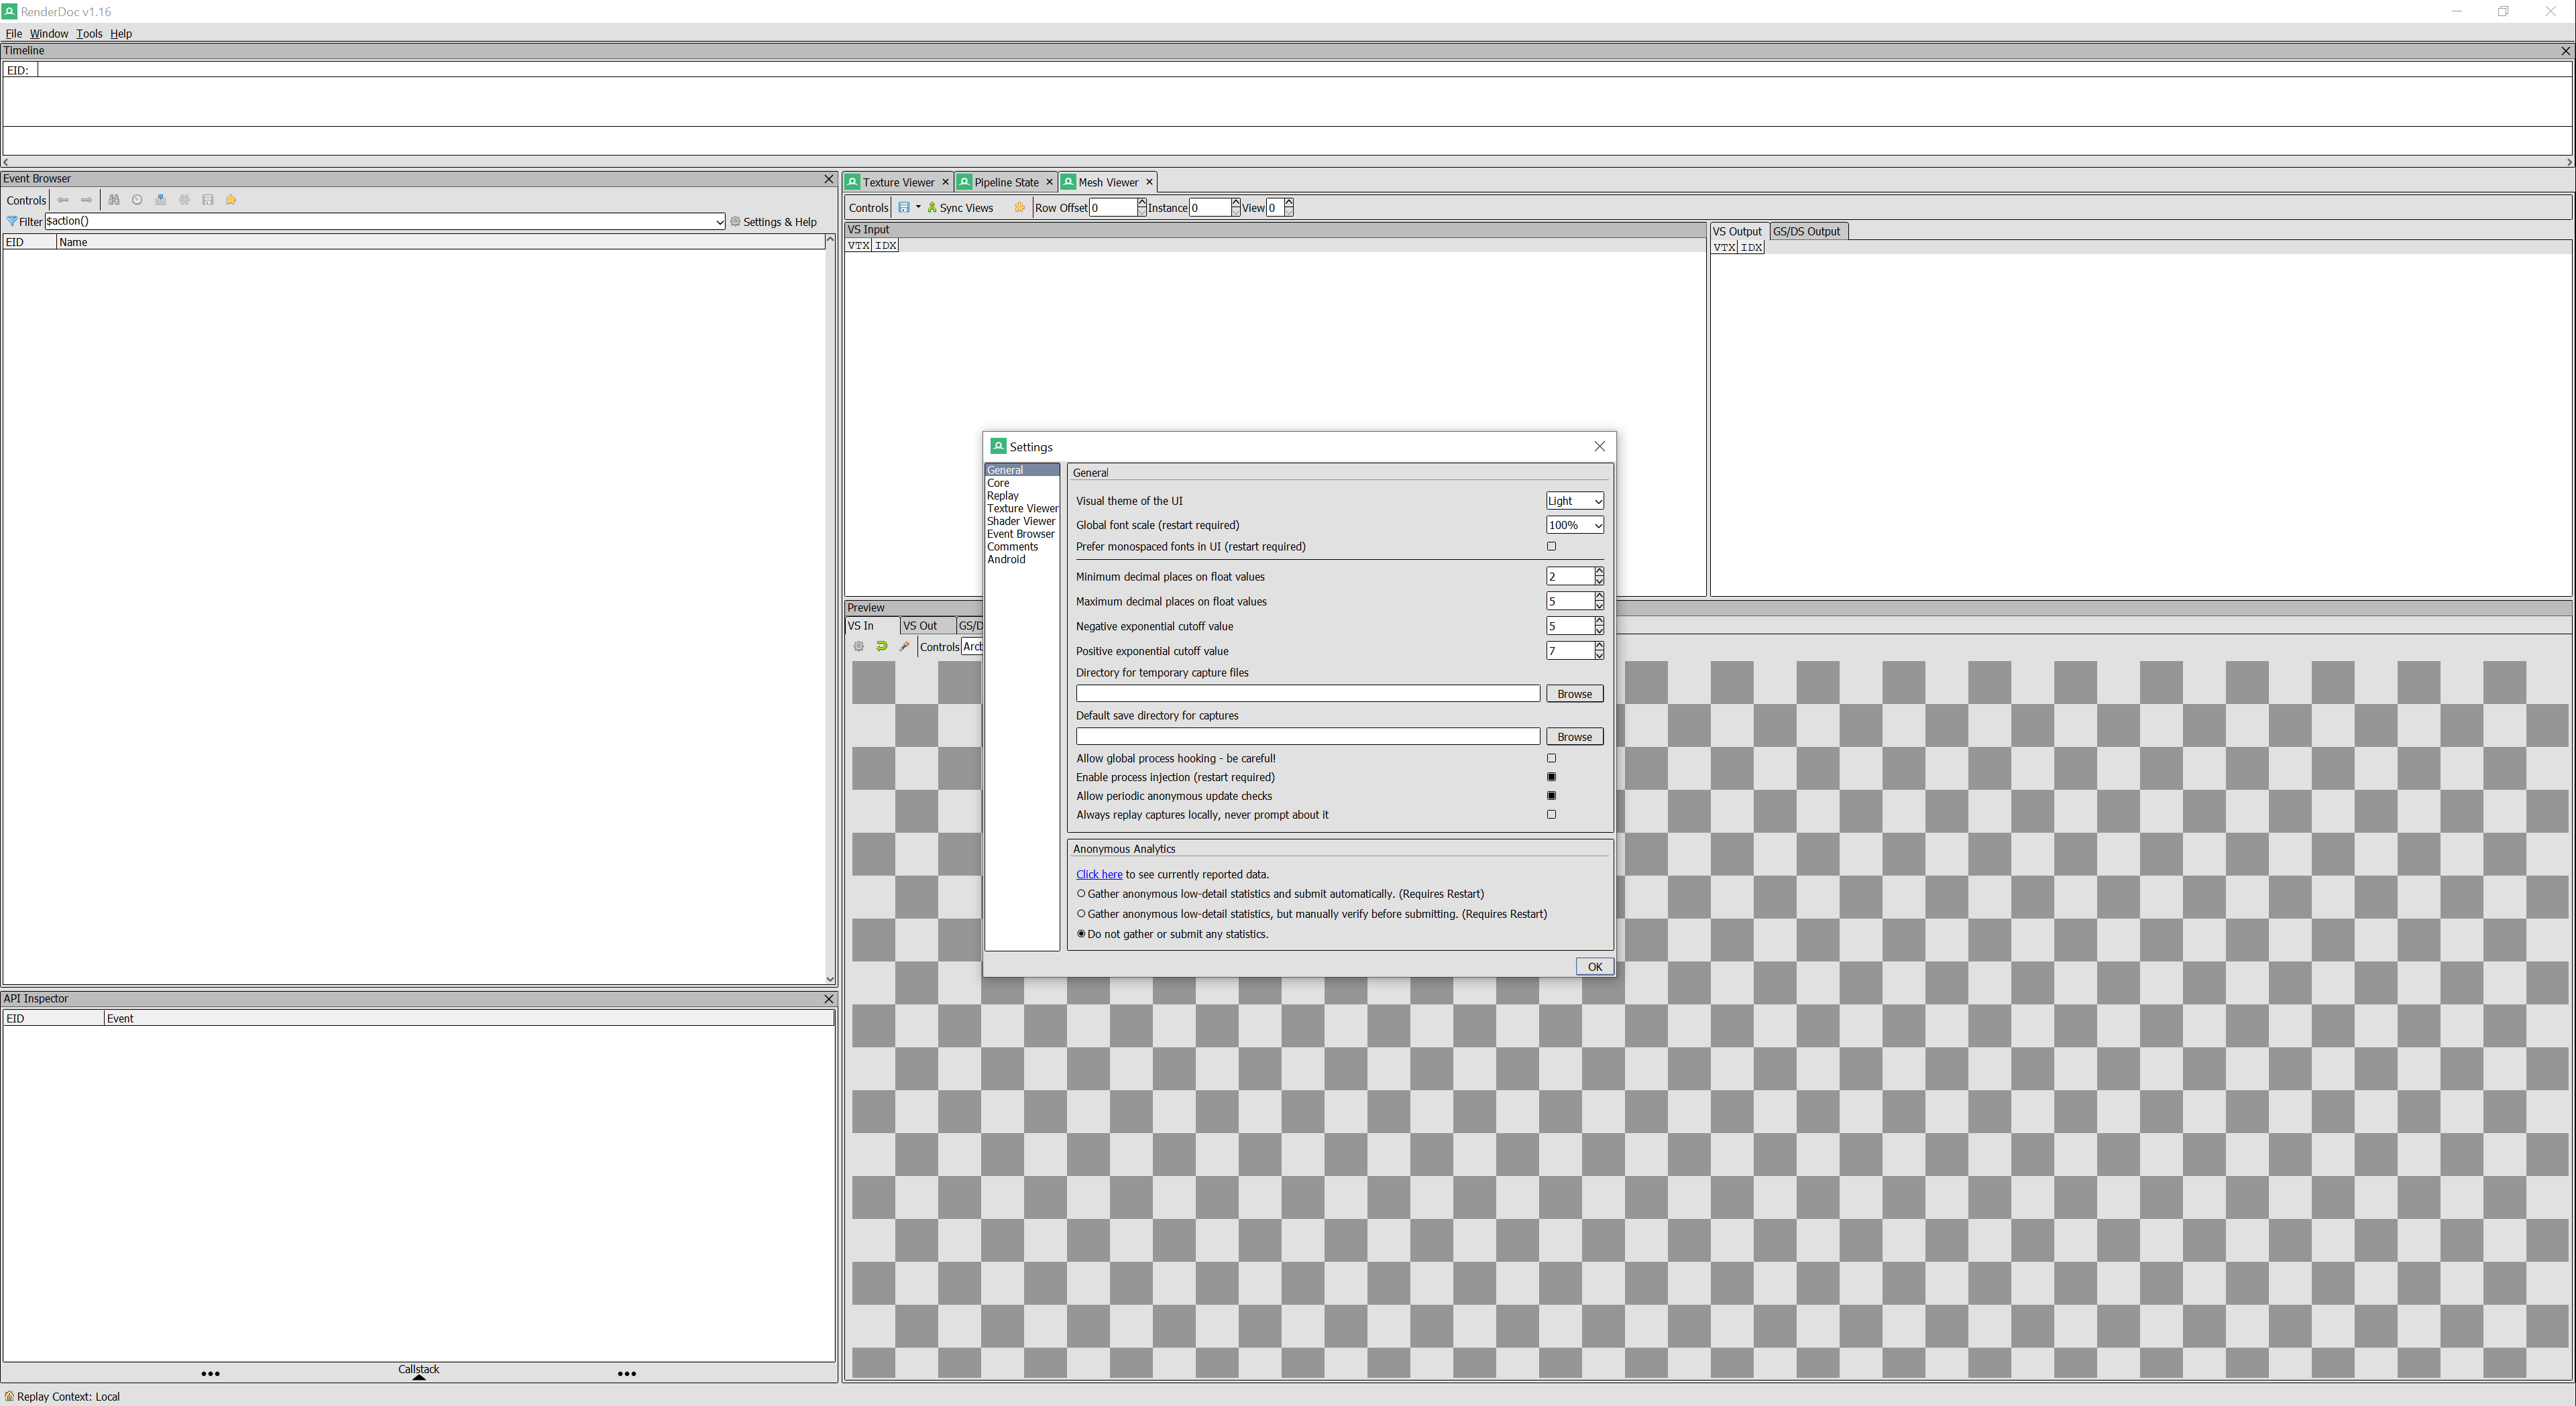 RenderDoc v1.16
File Window Tools Help
Timeline
EID:
Event Browser
Controls
Filter $action() Settings & Help
EID Name
Texture Viewer Pipeline State Mesh Viewer
Controls Sync Views Row Offset 0 Instance 0 View 0
VS Input
VTX IDX
VS Output GS/DS Output
VTX IDX
Settings
General
Core
Replay
Texture Viewer
Shader Viewer
Event Browser
Comments
Android
General
Visual theme of the UI Light
Global font scale (restart required) 100%
Prefer monospaced fonts in UI (restart required)
Minimum decimal places on float values 2
Maximum decimal places on float values 5
Negative exponential cutoff value 5
Positive exponential cutoff value 7
Directory for temporary capture files
Browse
Default save directory for captures
Browse
Allow global process hooking - be careful!
Enable process injection (restart required)
Allow periodic anonymous update checks
Always replay captures locally, never prompt about it
Anonymous Analytics
Click here to see currently reported data.
Gather anonymous low-detail statistics and submit automatically. (Requires Restart)
Gather anonymous low-detail statistics, but manually verify before submitting. (Requires Restart)
Do not gather or submit any statistics.
OK
Preview
VS In VS Out GS/D
Controls Arc
API Inspector
EID Event
Callstack
Replay Context: Local